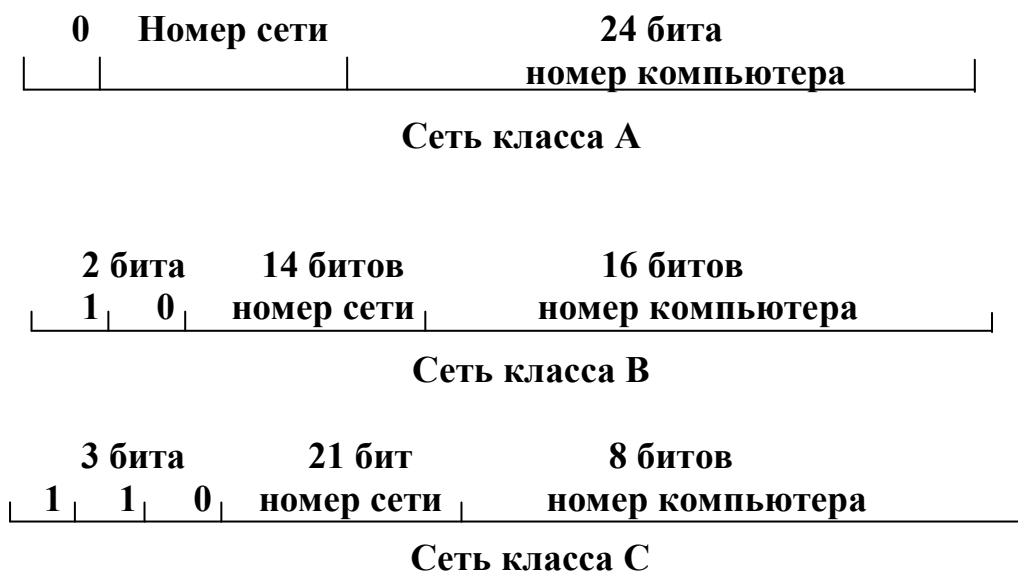 0 Номер сети 24 бита
номер компьютера
Сеть класса А
2 бита 14 битов 16 битов
1 0 номер сети номер компьютера
Сеть класса В
3 бита 21 бит 8 битов
1 1 0 номер сети номер компьютера
Сеть класса С